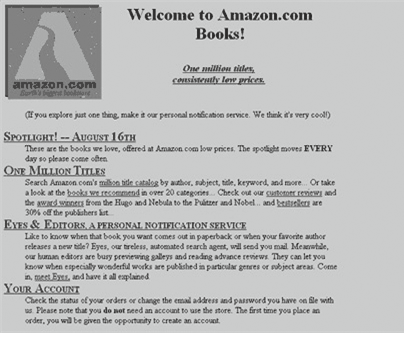 Welcome to Amazon.com
Books!
amazon.com
Earth's biggest bookstore
One million titles,
consistently low prices.
(If you explore just one thing, make it our personal notification service. We think it's very cool!)
SPOTLIGHT! -- AUGUST 16TH
These are the books we love, offered at Amazon.com low prices. The spotlight moves EVERY
day so please come often.
ONE MILLION TITLES
Search Amazon.com's million title catalog by author, subject, title, keyword, and more... Or take
a look at the books we recommend in over 20 categories... Check out our customer reviews and
the award winners from the Hugo and Nebula to the Pulitzer and Nobel... and bestsellers are
30% off the publishers list...
EYES & EDITORS, A PERSONAL NOTIFICATION SERVICE
Like to know when that book you want comes out in paperback or when your favorite author
releases a new title? Eyes, our tireless, automated search agent, will send you mail. Meanwhile,
our human editors are busy previewing galleys and reading advance reviews. They can let you
know when especially wonderful works are published in particular genres or subject areas. Come
in, meet Eyes, and have it all explained.
YOUR ACCOUNT
Check the status of your orders or change the email address and password you have on file with
us. Please note that you do not need an account to use the store. The first time you place an
order, you will be given the opportunity to create an account.